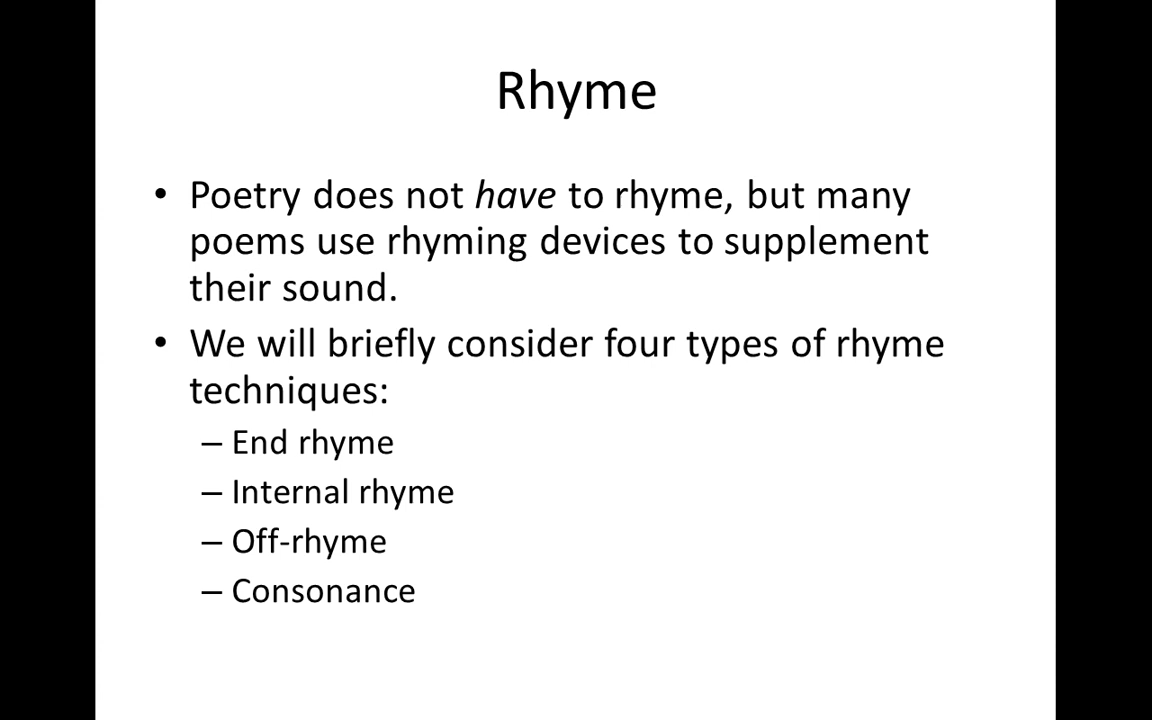 Rhyme
• Poetry does not have to rhyme, but many
poems use rhyming devices to supplement
their sound.
• We will briefly consider four types of rhyme
techniques:
– End rhyme
– Internal rhyme
– Off-rhyme
– Consonance